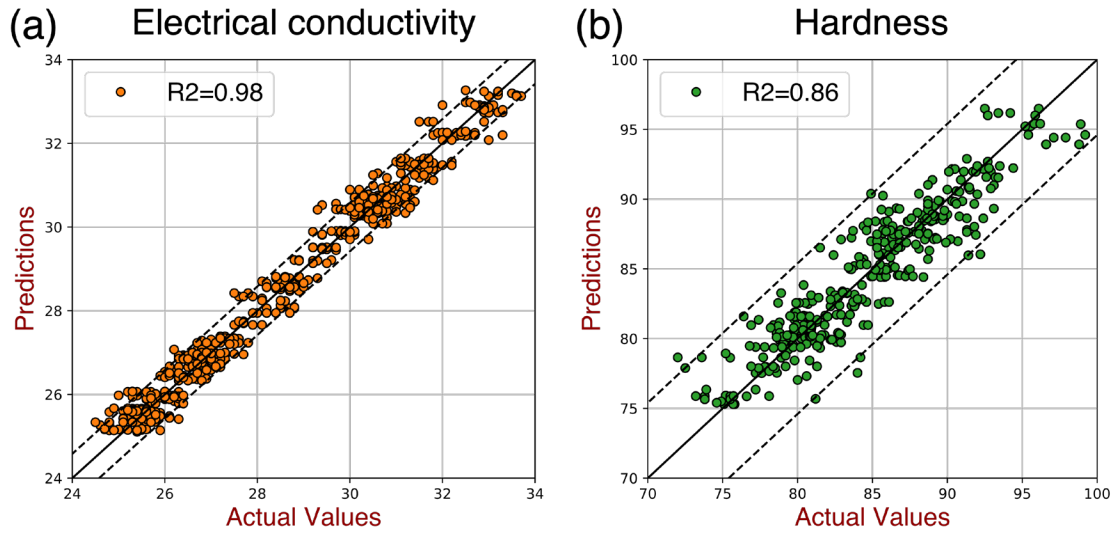 (a) Electrical conductivity
R2=0.98
34
32
30
28
26
24
24 26 28 30 32 34
Predictions
Actual Values
(b) Hardness
R2=0.86
100
95
90
85
80
75
70
70 75 80 85 90 95 100
Predictions
Actual Values